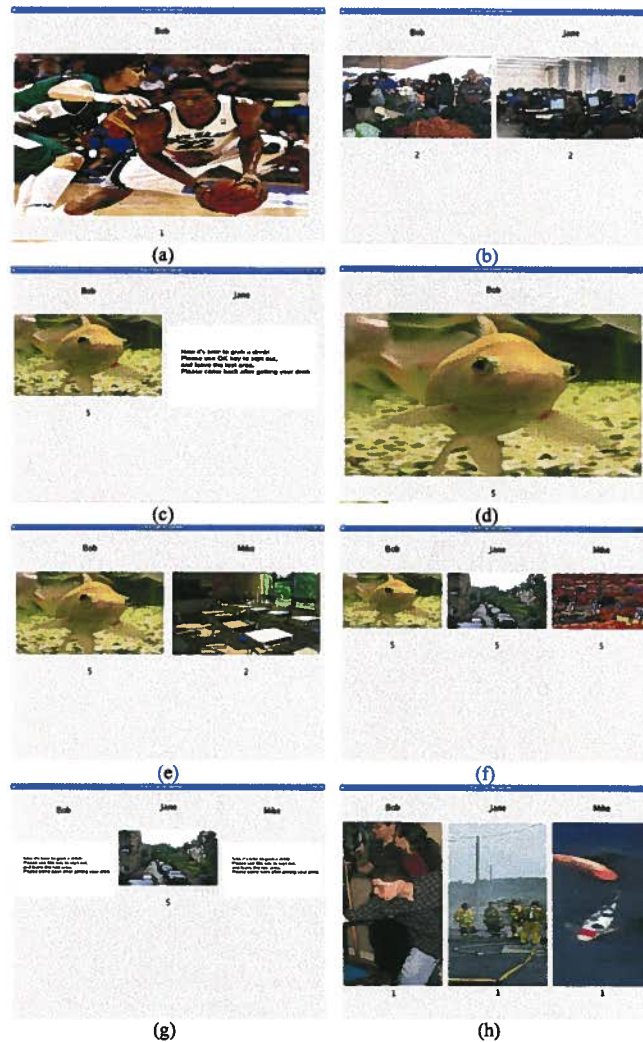 Bob
1
(a)
Bob Jane
2 2
(b)
Bob Jane
Now it's time to grab a drink!
Please use OK key to sign out,
and leave the test area.
Please come back after getting your drink
5
(c)
Bob
5
(d)
Bob Mike
5 2
(e)
Bob Jane Mike
5 5 5
(f)
Bob Jane Mike
5
(g)
Bob Jane Mike
1 1 1
(h)